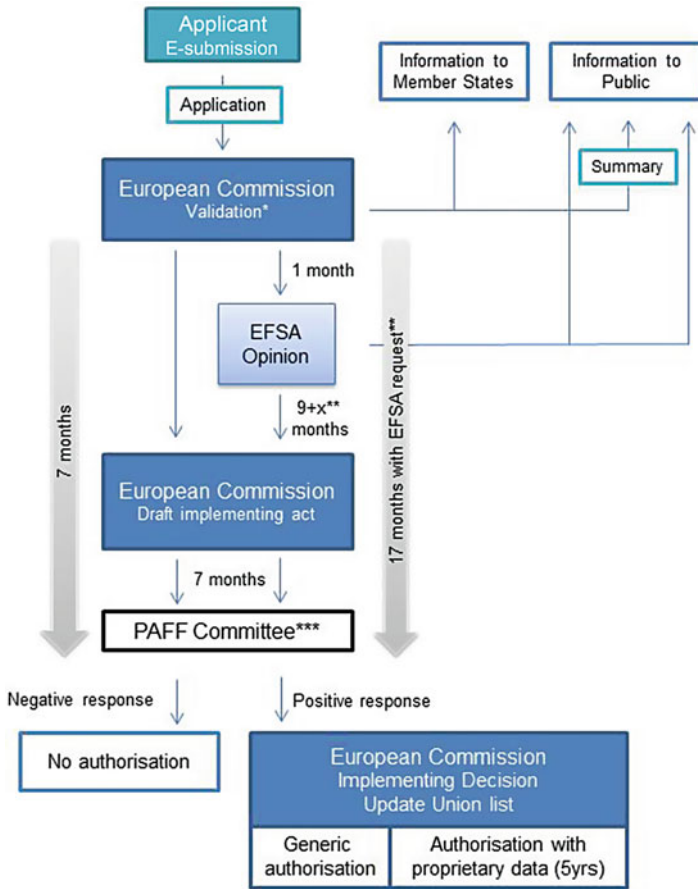 Applicant
E-submission
Information to
Member States
Information to
Public
Application
Summary
European Commission
Validation*
1 month
EFSA
Opinion
9+x**
months
7 months
17 months with EFSA request**
European Commission
Draft implementing act
7 months
PAFF Committee***
Negative response
Positive response
No authorisation
European Commission
Implementing Decision
Update Union list
Generic
authorisation
Authorisation with
proprietary data (5yrs)